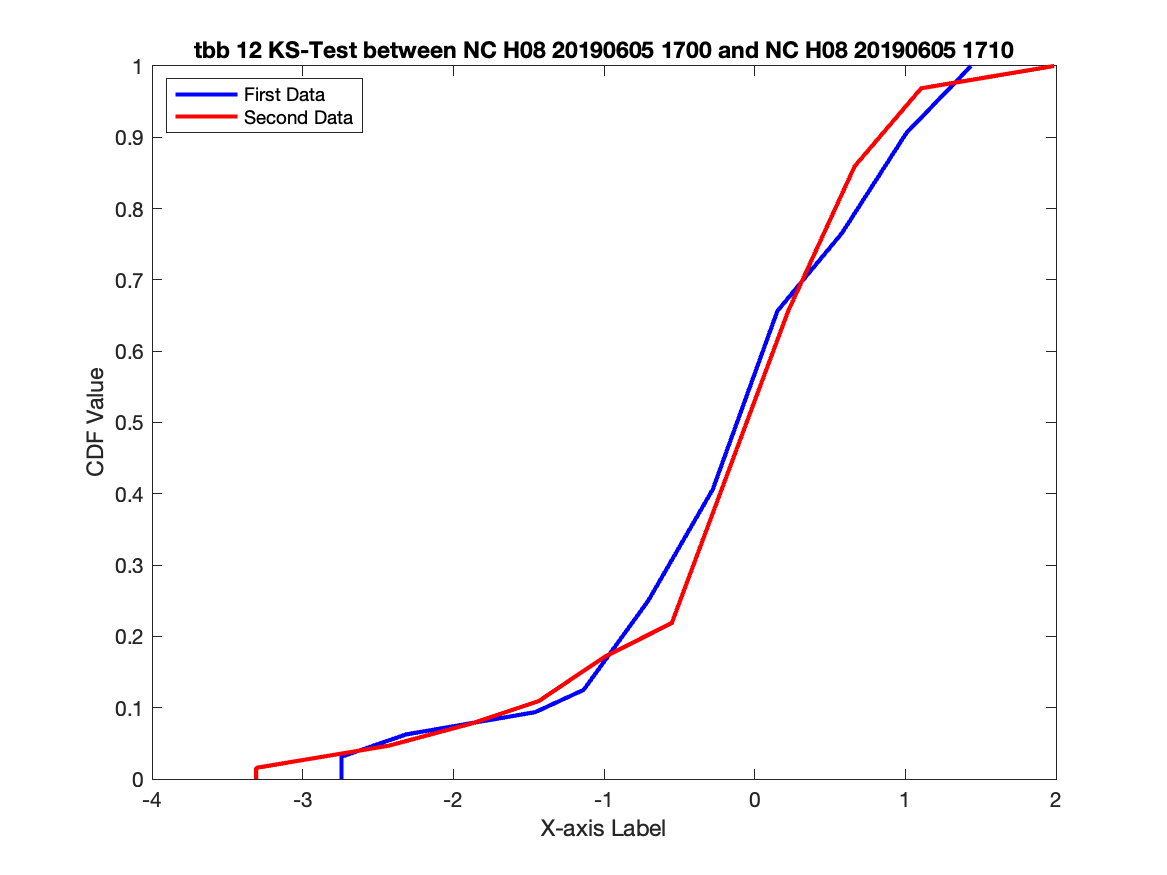 tbb 12 KS-Test between NC H08 20190605 1700 and NC H08 20190605 1710
First Data
Second Data
1
0.9
0.8
0.7
0.6
0.5
0.4
0.3
0.2
0.1
0
CDF Value
-4 -3 -2 -1 0 1 2
X-axis Label